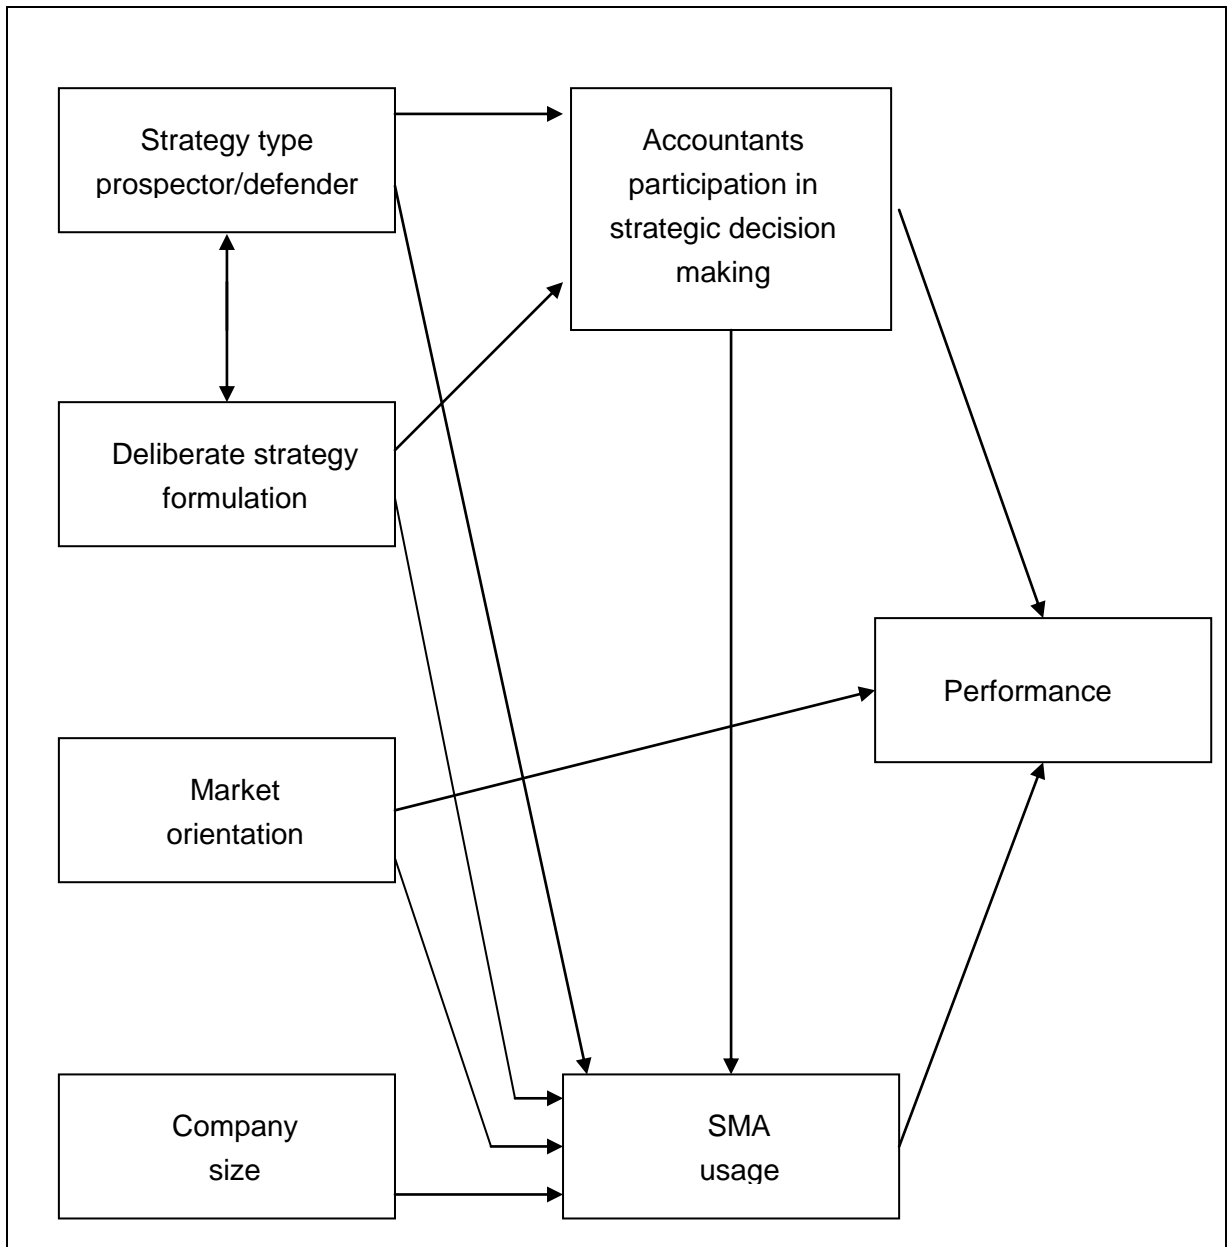 Strategy type
prospector/defender
Accountants
participation in
strategic decision
making
Deliberate strategy
formulation
Performance
Market
orientation
Company
size
SMA
usage